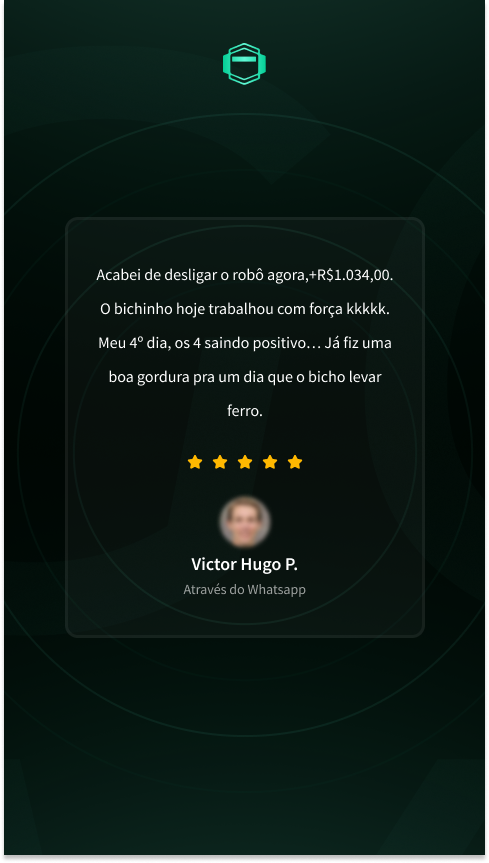 Acabei de desligar o robô agora,+R$1.034,00.
O bichinho hoje trabalhou com força kkkkk.
Meu 4º dia, os 4 saindo positivo… Já fiz uma
boa gordura pra um dia que o bicho levar
ferro.
Victor Hugo P.
Através do Whatsapp